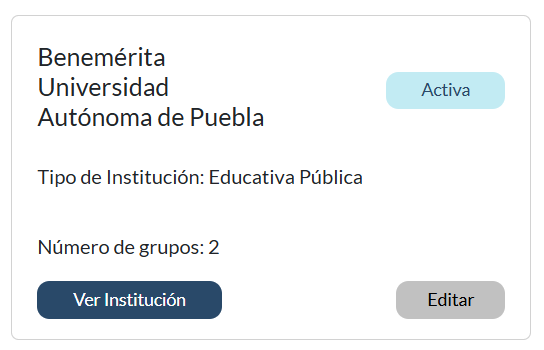 Benemérita
Universidad
Autónoma de Puebla
Activa
Tipo de Institución: Educativa Pública
Número de grupos: 2
Ver Institución
Editar